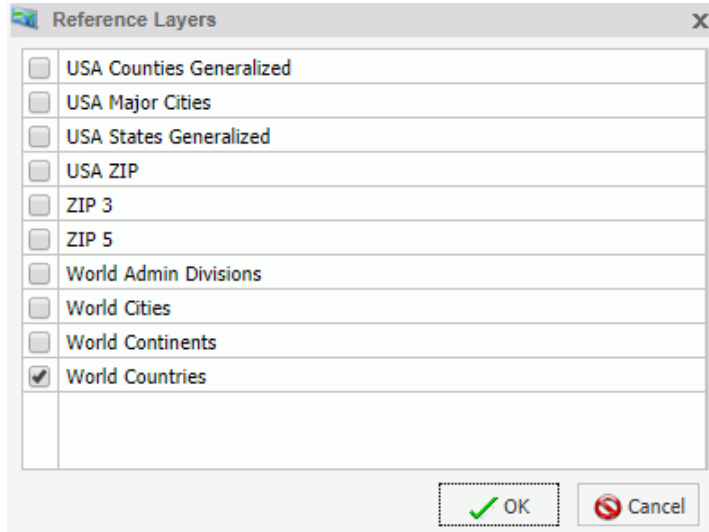 Reference Layers x
USA Counties Generalized
USA Major Cities
USA States Generalized
USA ZIP
ZIP 3
ZIP 5
World Admin Divisions
World Cities
World Continents
World Countries
OK Cancel